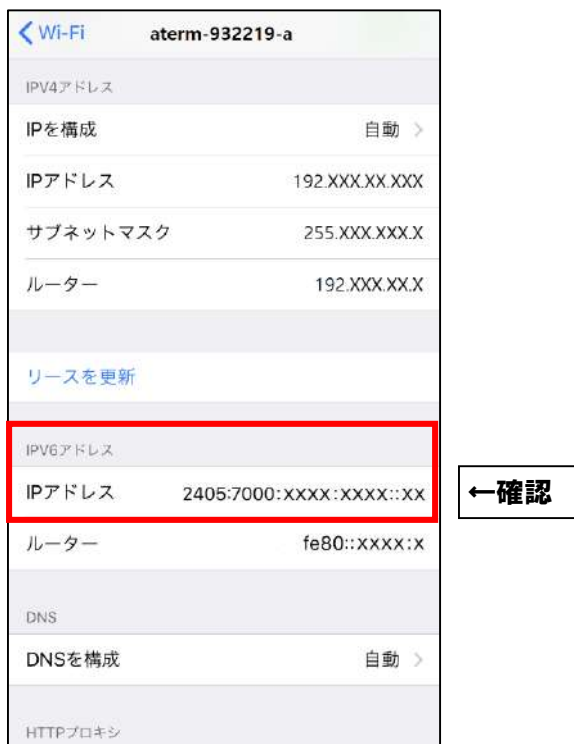 Wi-Fi aterm-932219-a
IPV4アドレス
IPを構成 自動
IPアドレス 192.XXX.XX.XXX
サブネットマスク 255.XXX.XXX.X
ルーター 192.XXX.XX.X
リースを更新
IPV6アドレス
IPアドレス 2405:7000:XXXX:XXXX::XX
←確認
ルーター fe80::XXXX:X
DNS
DNSを構成 自動
HTTPプロキシ